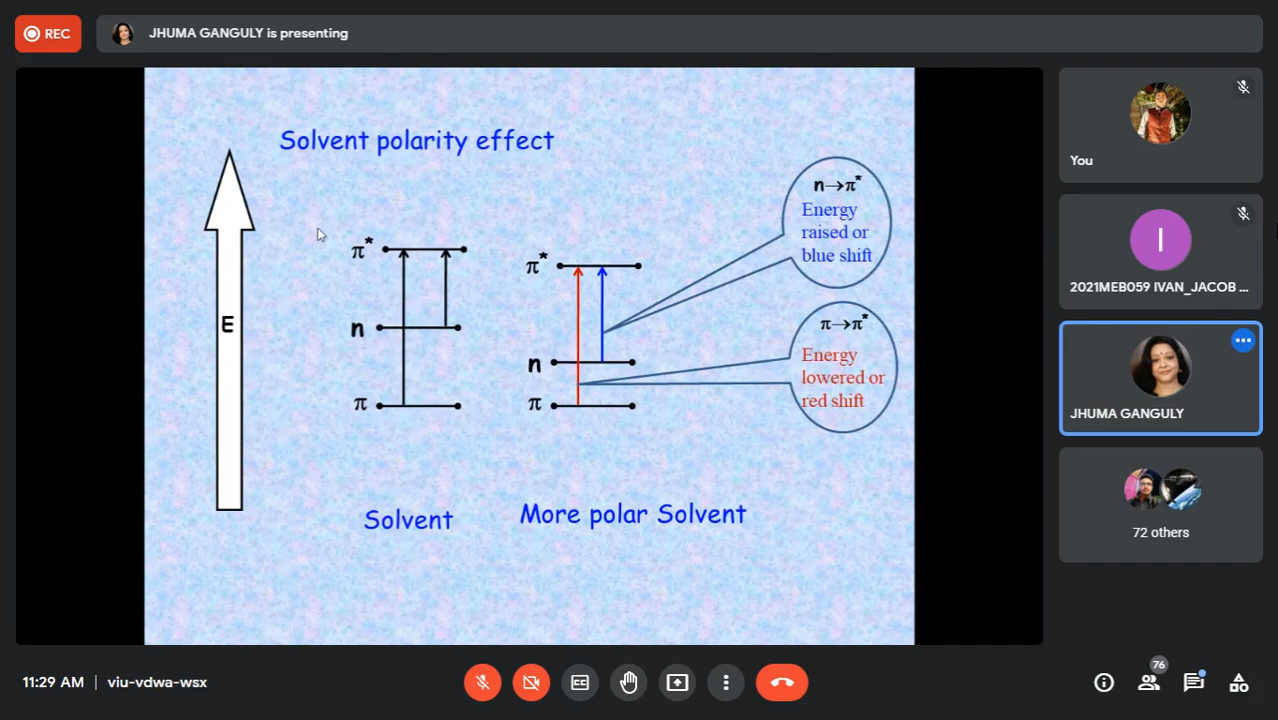 REC
JHUMA GANGULY is presenting
Solvent polarity effect
E
π*
n
π
Solvent
π*
n
π
More polar Solvent
n→π*
Energy
raised or
blue shift
π→π*
Energy
lowered or
red shift
You
I
2021MEB059 IVAN_JACOB ...
JHUMA GANGULY
72 others
11:29 AM | viu-vdwa-wsx
CC
76